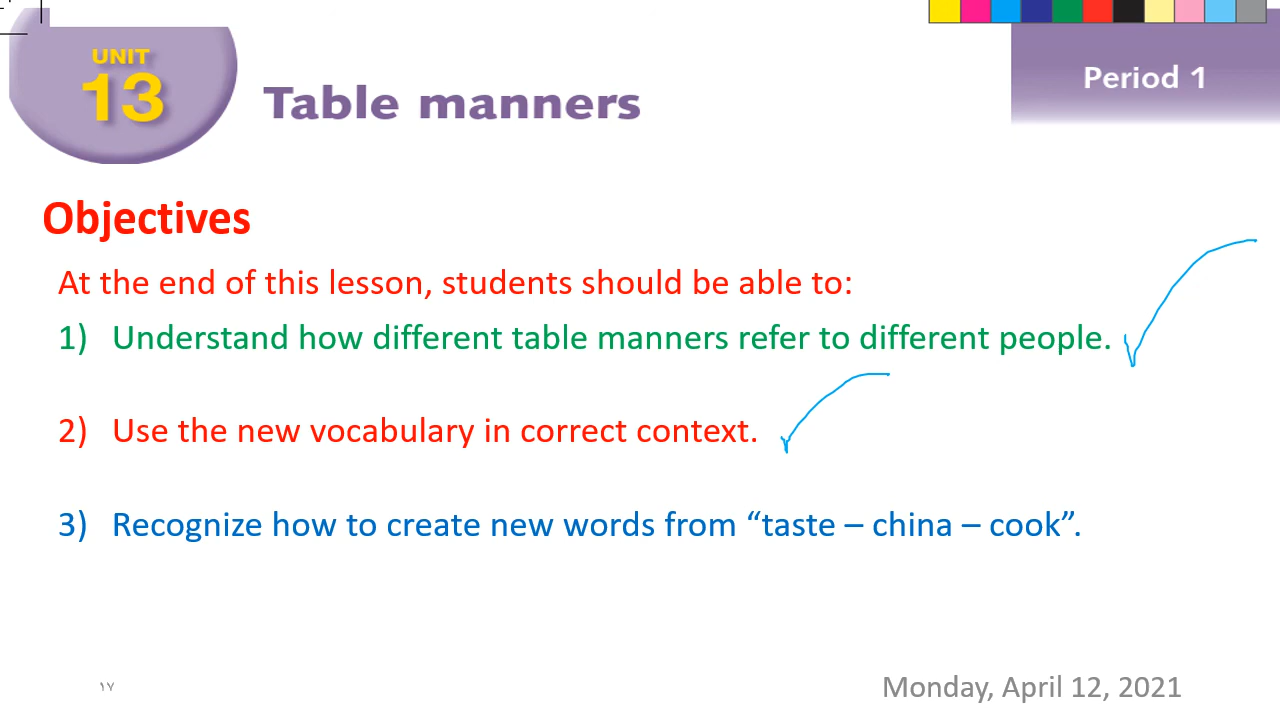 UNIT
13
Table manners
Period 1
Objectives
At the end of this lesson, students should be able to:
1) Understand how different table manners refer to different people.
2) Use the new vocabulary in correct context.
3) Recognize how to create new words from “taste – china – cook”.
١٧
Monday, April 12, 2021